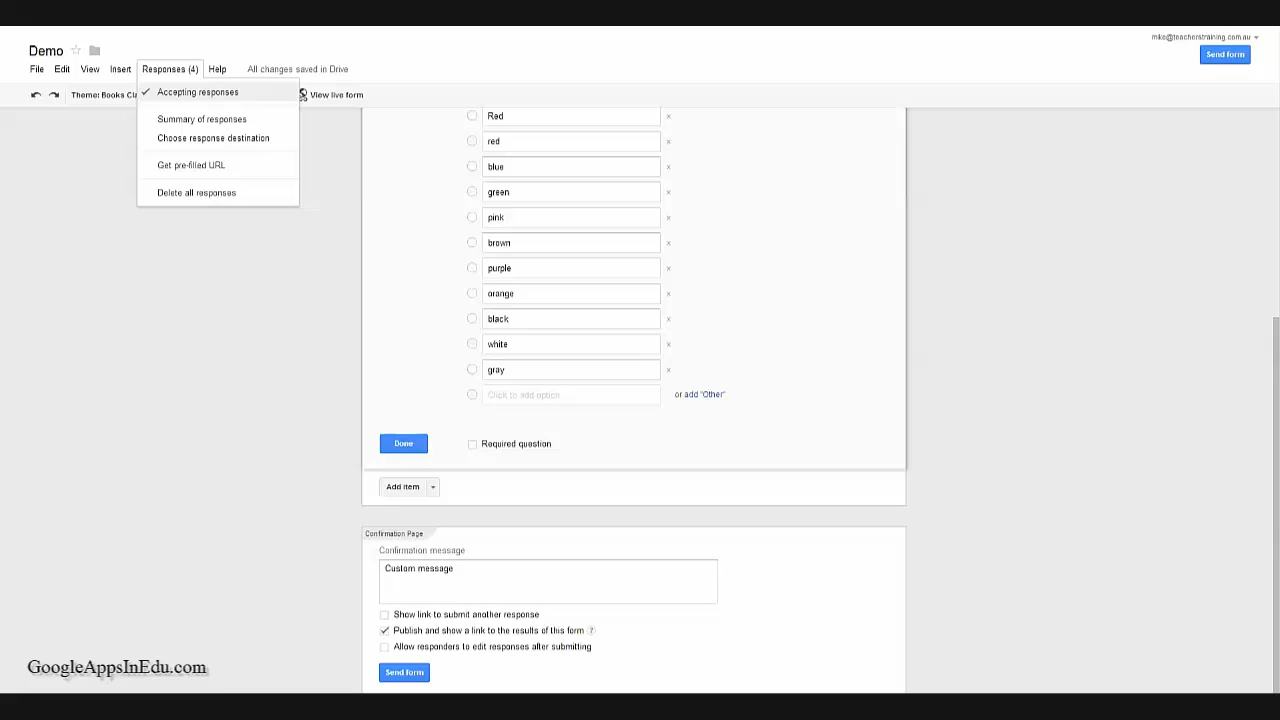 mike@teacherstraining.com.au
Demo
Send form
File Edit View Insert Responses (4) Help All changes saved in Drive
Accepting responses
Theme: Books Cl
View live form
Summary of responses
Choose response destination
Get pre-filled URL
Delete all responses
Red ×
red ×
blue ×
green ×
pink ×
brown ×
purple ×
orange ×
black ×
white ×
gray ×
Click to add option or add "Other"
Done Required question
Add item
Confirmation Page
Confirmation message
Custom message
Show link to submit another response
Publish and show a link to the results of this form ?
Allow responders to edit responses after submitting
GoogleAppsInEdu.com
Send form